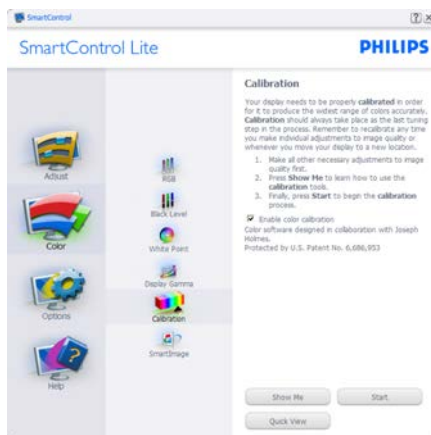 SmartControl
SmartControl Lite
PHILIPS
Adjust
Color
Options
Help
RGB
Black Level
White Point
Display Gamma
Calibration
SmartImage
Calibration
Your display needs to be properly calibrated in order
for it to produce the widest range of colors accurately.
Calibration should always take place as the last tuning
step in the process. Remember to recalibrate any time
you make individual adjustments to image quality or
whenever you move your display to a new location.
1. Make all other necessary adjustments to image
quality first.
2. Press Show Me to learn how to use the
calibration tools.
3. Finally, press Start to begin the calibration
process.
Enable color calibration
Color software designed in collaboration with Joseph
Holmes.
Protected by U.S. Patent No. 6,686,953
Show Me
Start
Quick View